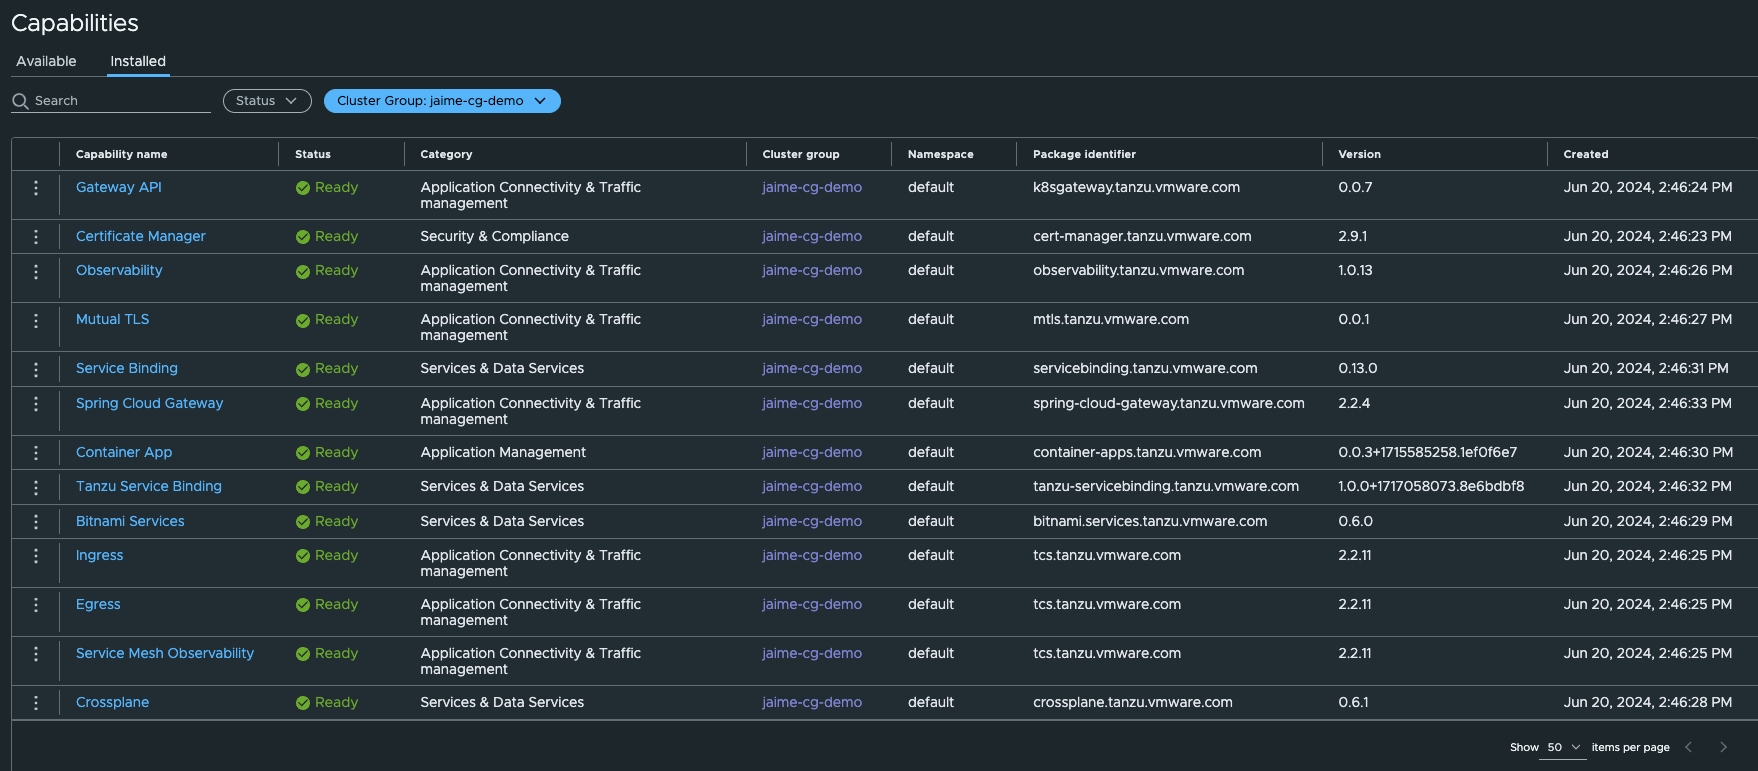 Capabilities
Available Installed
Search Status Cluster Group: jaime-cg-demo
Capability name Status Category Cluster group Namespace Package identifier Version Created
Gateway API Ready Application Connectivity & Traffic jaime-cg-demo default k8sgateway.tanzu.vmware.com 0.0.7 Jun 20, 2024, 2:46:24 PM
management
Certificate Manager Ready Security & Compliance jaime-cg-demo default cert-manager.tanzu.vmware.com 2.9.1 Jun 20, 2024, 2:46:23 PM
Observability Ready Application Connectivity & Traffic jaime-cg-demo default observability.tanzu.vmware.com 1.0.13 Jun 20, 2024, 2:46:26 PM
management
Mutual TLS Ready Application Connectivity & Traffic jaime-cg-demo default mtls.tanzu.vmware.com 0.0.1 Jun 20, 2024, 2:46:27 PM
management
Service Binding Ready Services & Data Services jaime-cg-demo default servicebinding.tanzu.vmware.com 0.13.0 Jun 20, 2024, 2:46:31 PM
Spring Cloud Gateway Ready Application Connectivity & Traffic jaime-cg-demo default spring-cloud-gateway.tanzu.vmware.com 2.2.4 Jun 20, 2024, 2:46:33 PM
management
Container App Ready Application Management jaime-cg-demo default container-apps.tanzu.vmware.com 0.0.3+1715585258.1ef0f6e7 Jun 20, 2024, 2:46:30 PM
Tanzu Service Binding Ready Services & Data Services jaime-cg-demo default tanzu-servicebinding.tanzu.vmware.com 1.0.0+1717058073.8e6bdbf8 Jun 20, 2024, 2:46:32 PM
Bitnami Services Ready Services & Data Services jaime-cg-demo default bitnami.services.tanzu.vmware.com 0.6.0 Jun 20, 2024, 2:46:29 PM
Ingress Ready Application Connectivity & Traffic jaime-cg-demo default tcs.tanzu.vmware.com 2.2.11 Jun 20, 2024, 2:46:25 PM
management
Egress Ready Application Connectivity & Traffic jaime-cg-demo default tcs.tanzu.vmware.com 2.2.11 Jun 20, 2024, 2:46:25 PM
management
Service Mesh Observability Ready Application Connectivity & Traffic jaime-cg-demo default tcs.tanzu.vmware.com 2.2.11 Jun 20, 2024, 2:46:25 PM
management
Crossplane Ready Services & Data Services jaime-cg-demo default crossplane.tanzu.vmware.com 0.6.1 Jun 20, 2024, 2:46:28 PM
Show 50 items per page